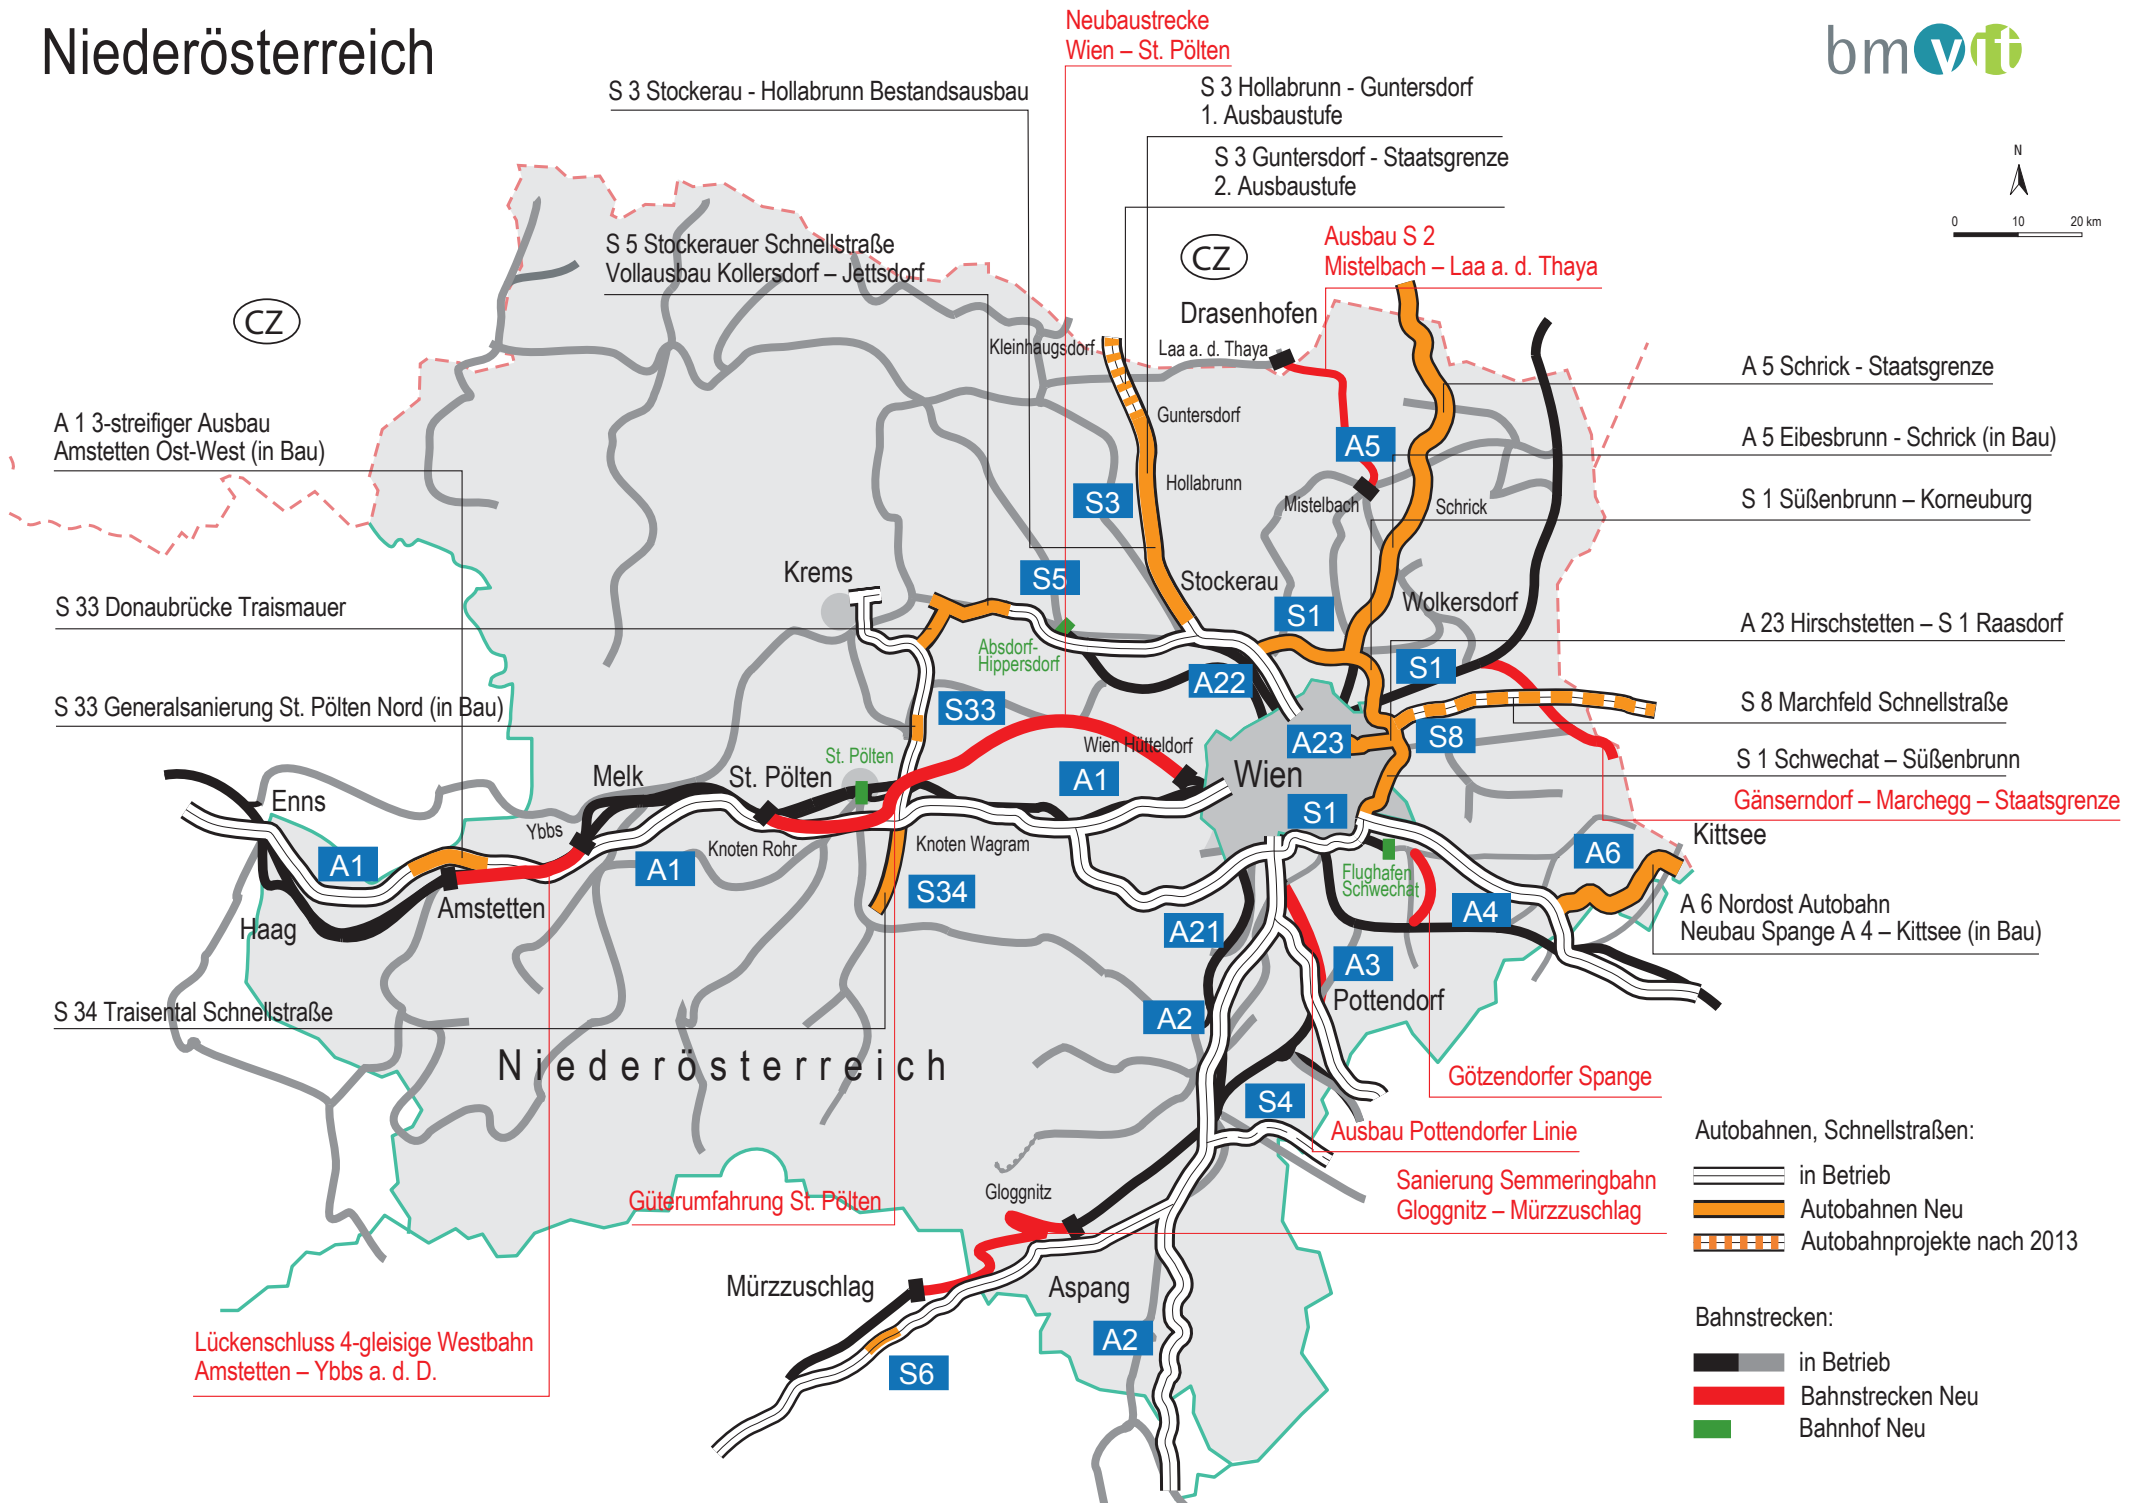 Niederösterreich
bmvit
Neubaustrecke
Wien – St. Pölten
S 3 Stockerau - Hollabrunn Bestandsausbau
S 3 Hollabrunn - Guntersdorf
1. Ausbaustufe
S 3 Guntersdorf - Staatsgrenze
2. Ausbaustufe
N
0 10 20 km
S 5 Stockerauer Schnellstraße
Vollausbau Kollersdorf – Jettsdorf
CZ
CZ
Ausbau S 2
Mistelbach – Laa a. d. Thaya
Drasenhofen
Kleinhaugsdorf
Laa a. d. Thaya
A 5 Schrick - Staatsgrenze
A 1 3-streifiger Ausbau
Amstetten Ost-West (in Bau)
Guntersdorf
A5
A 5 Eibesbrunn - Schrick (in Bau)
Hollabrunn
S3
Mistelbach
Schrick
S 1 Süßenbrunn – Korneuburg
Krems
S5
Stockerau
S1
Wolkersdorf
S 33 Donaubrücke Traismauer
A 23 Hirschstetten – S 1 Raasdorf
Absdorf-
Hippersdorf
A22
S1
S 33 Generalsanierung St. Pölten Nord (in Bau)
S33
S 8 Marchfeld Schnellstraße
St. Pölten
Wien Hütteldorf
A23
S8
S 1 Schwechat – Süßenbrunn
Melk
St. Pölten
A1
Wien
Enns
S1
Gänserndorf – Marchegg – Staatsgrenze
Ybbs
Knoten Rohr
Knoten Wagram
Kittsee
A1
A1
A6
Flughafen
Schwechat
S34
A4
Amstetten
A 6 Nordost Autobahn
Neubau Spange A 4 – Kittsee (in Bau)
Haag
A21
A3
Pottendorf
S 34 Traisental Schnellstraße
A2
Niederösterreich
Götzendorfer Spange
S4
Ausbau Pottendorfer Linie
Güterumfahrung St. Pölten
Gloggnitz
Sanierung Semmeringbahn
Gloggnitz – Mürzzuschlag
Mürzzuschlag
Aspang
A2
S6
Lückenschluss 4-gleisige Westbahn
Amstetten – Ybbs a. d. D.
Autobahnen, Schnellstraßen:
in Betrieb
Autobahnen Neu
Autobahnprojekte nach 2013
Bahnstrecken:
in Betrieb
Bahnstrecken Neu
Bahnhof Neu